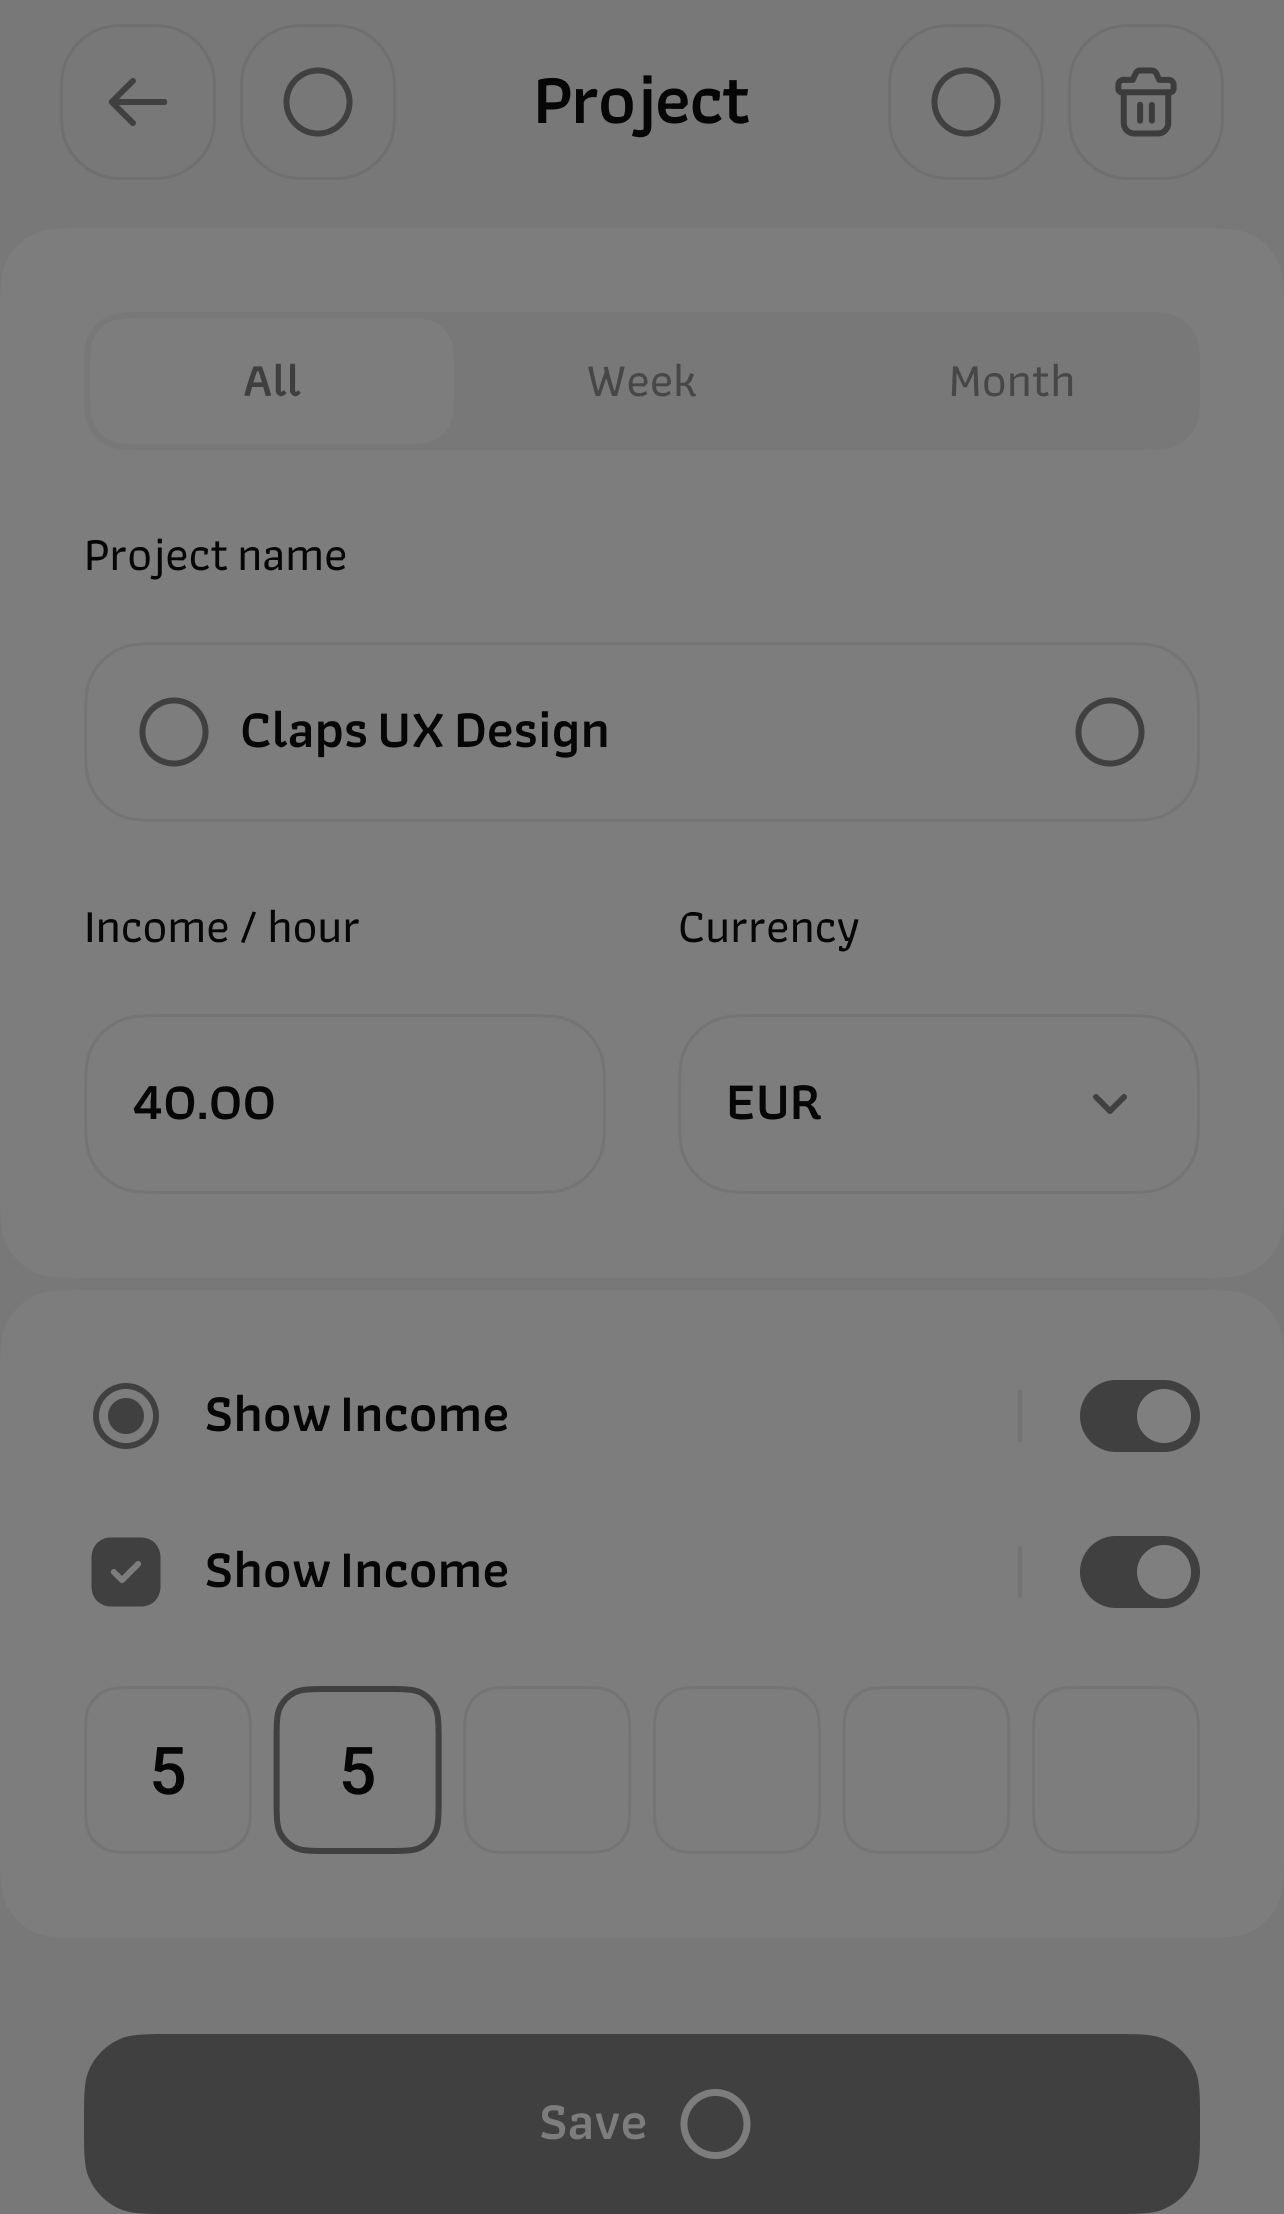 Project
All Week Month
Project name
Claps UX Design
Income / hour Currency
40.00 EUR
Show Income
Show Income
5 5
Save